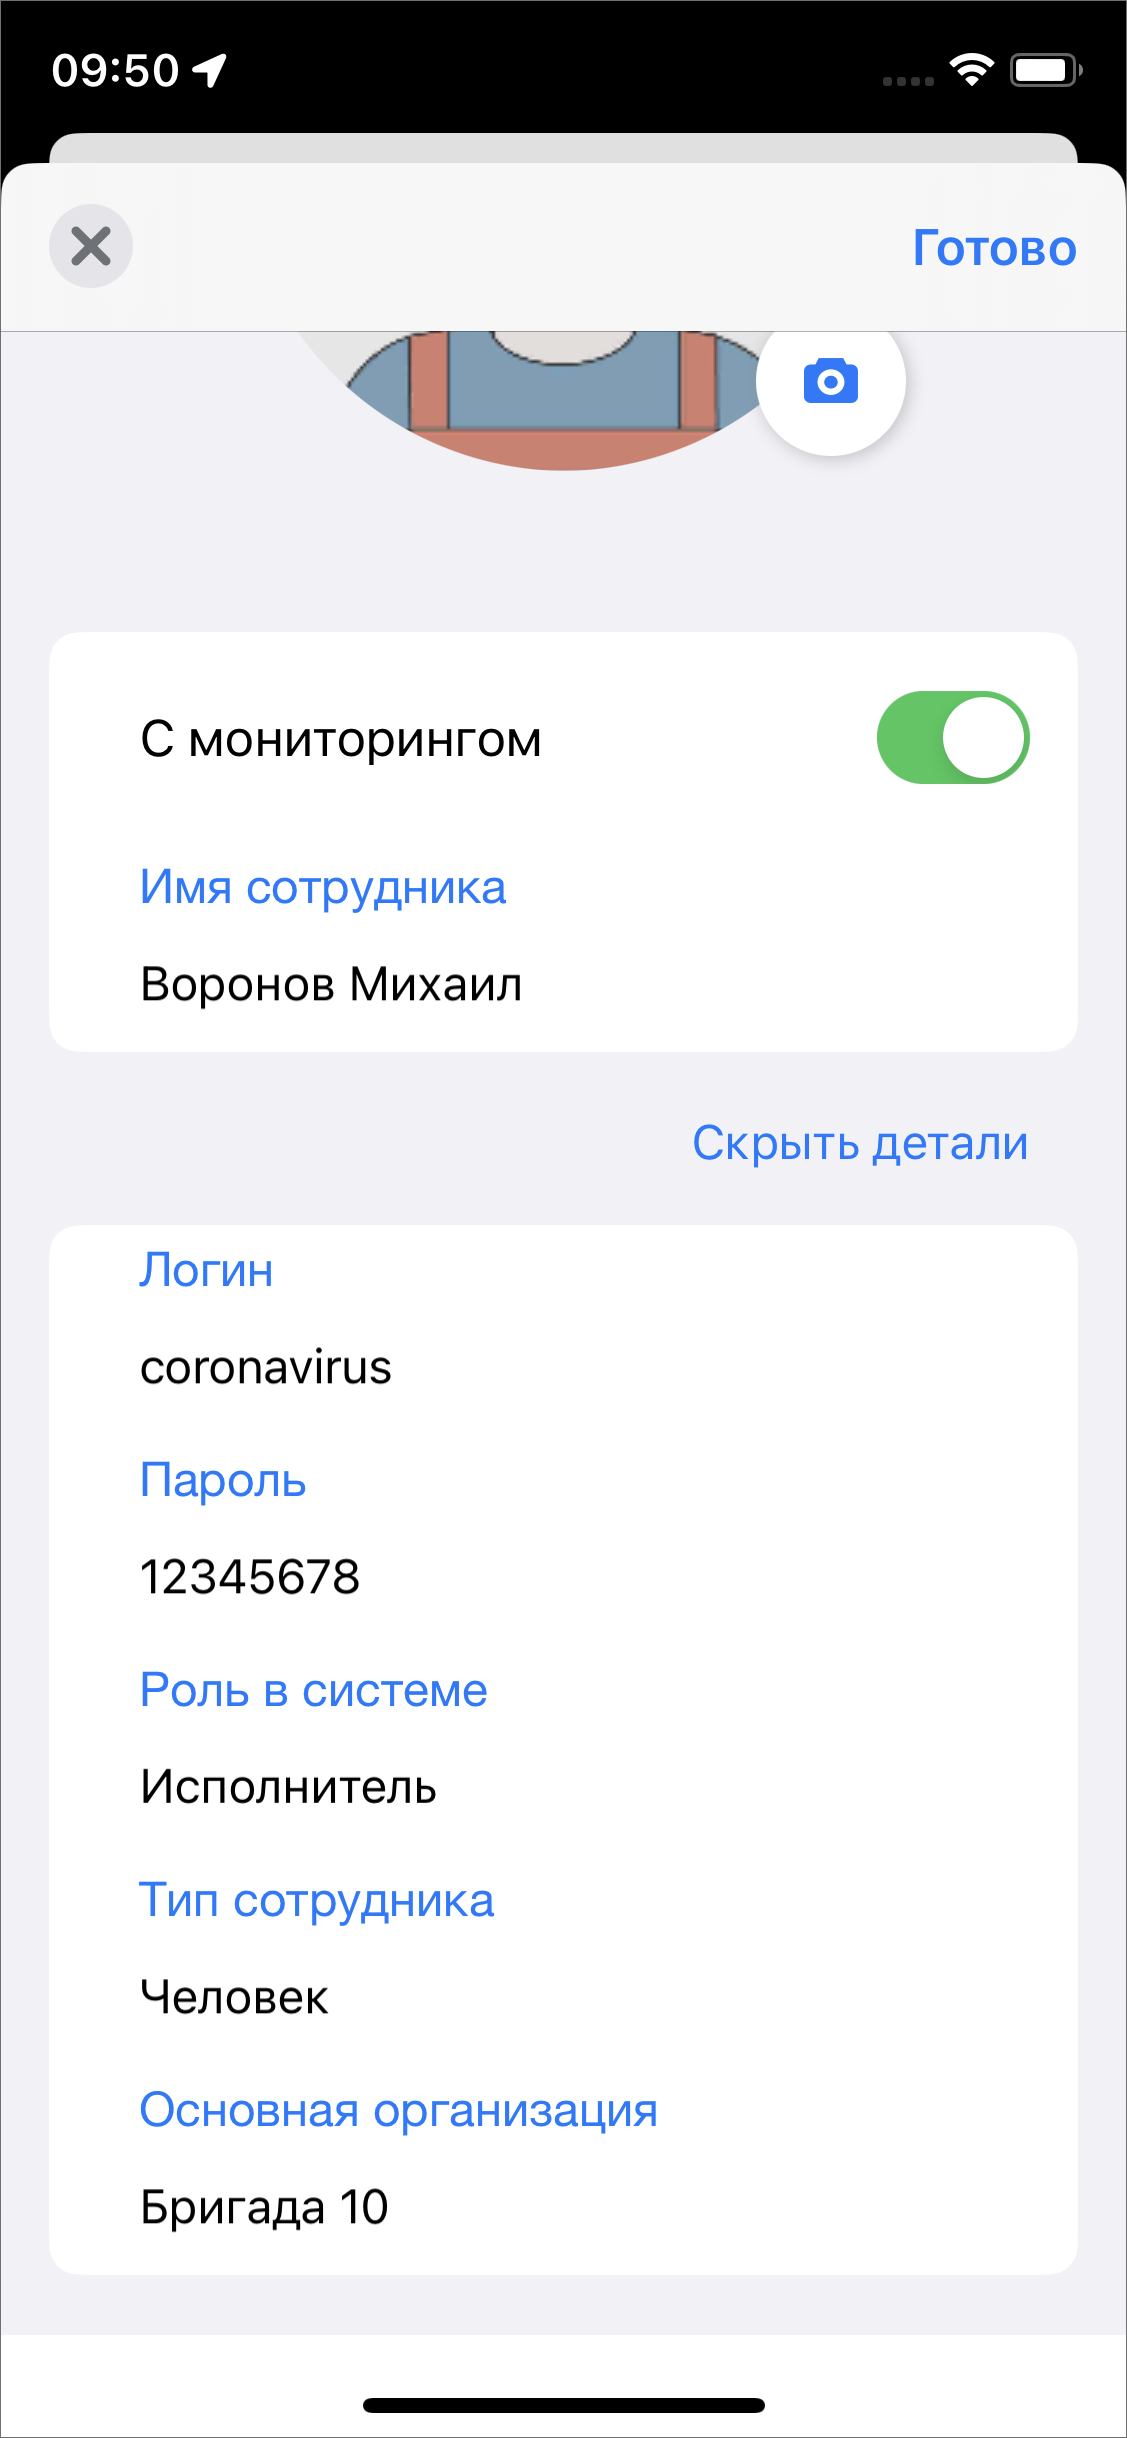 09:50
Готово
С мониторингом
Имя сотрудника
Воронов Михаил
Скрыть детали
Логин
coronavirus
Пароль
12345678
Роль в системе
Исполнитель
Тип сотрудника
Человек
Основная организация
Бригада 10